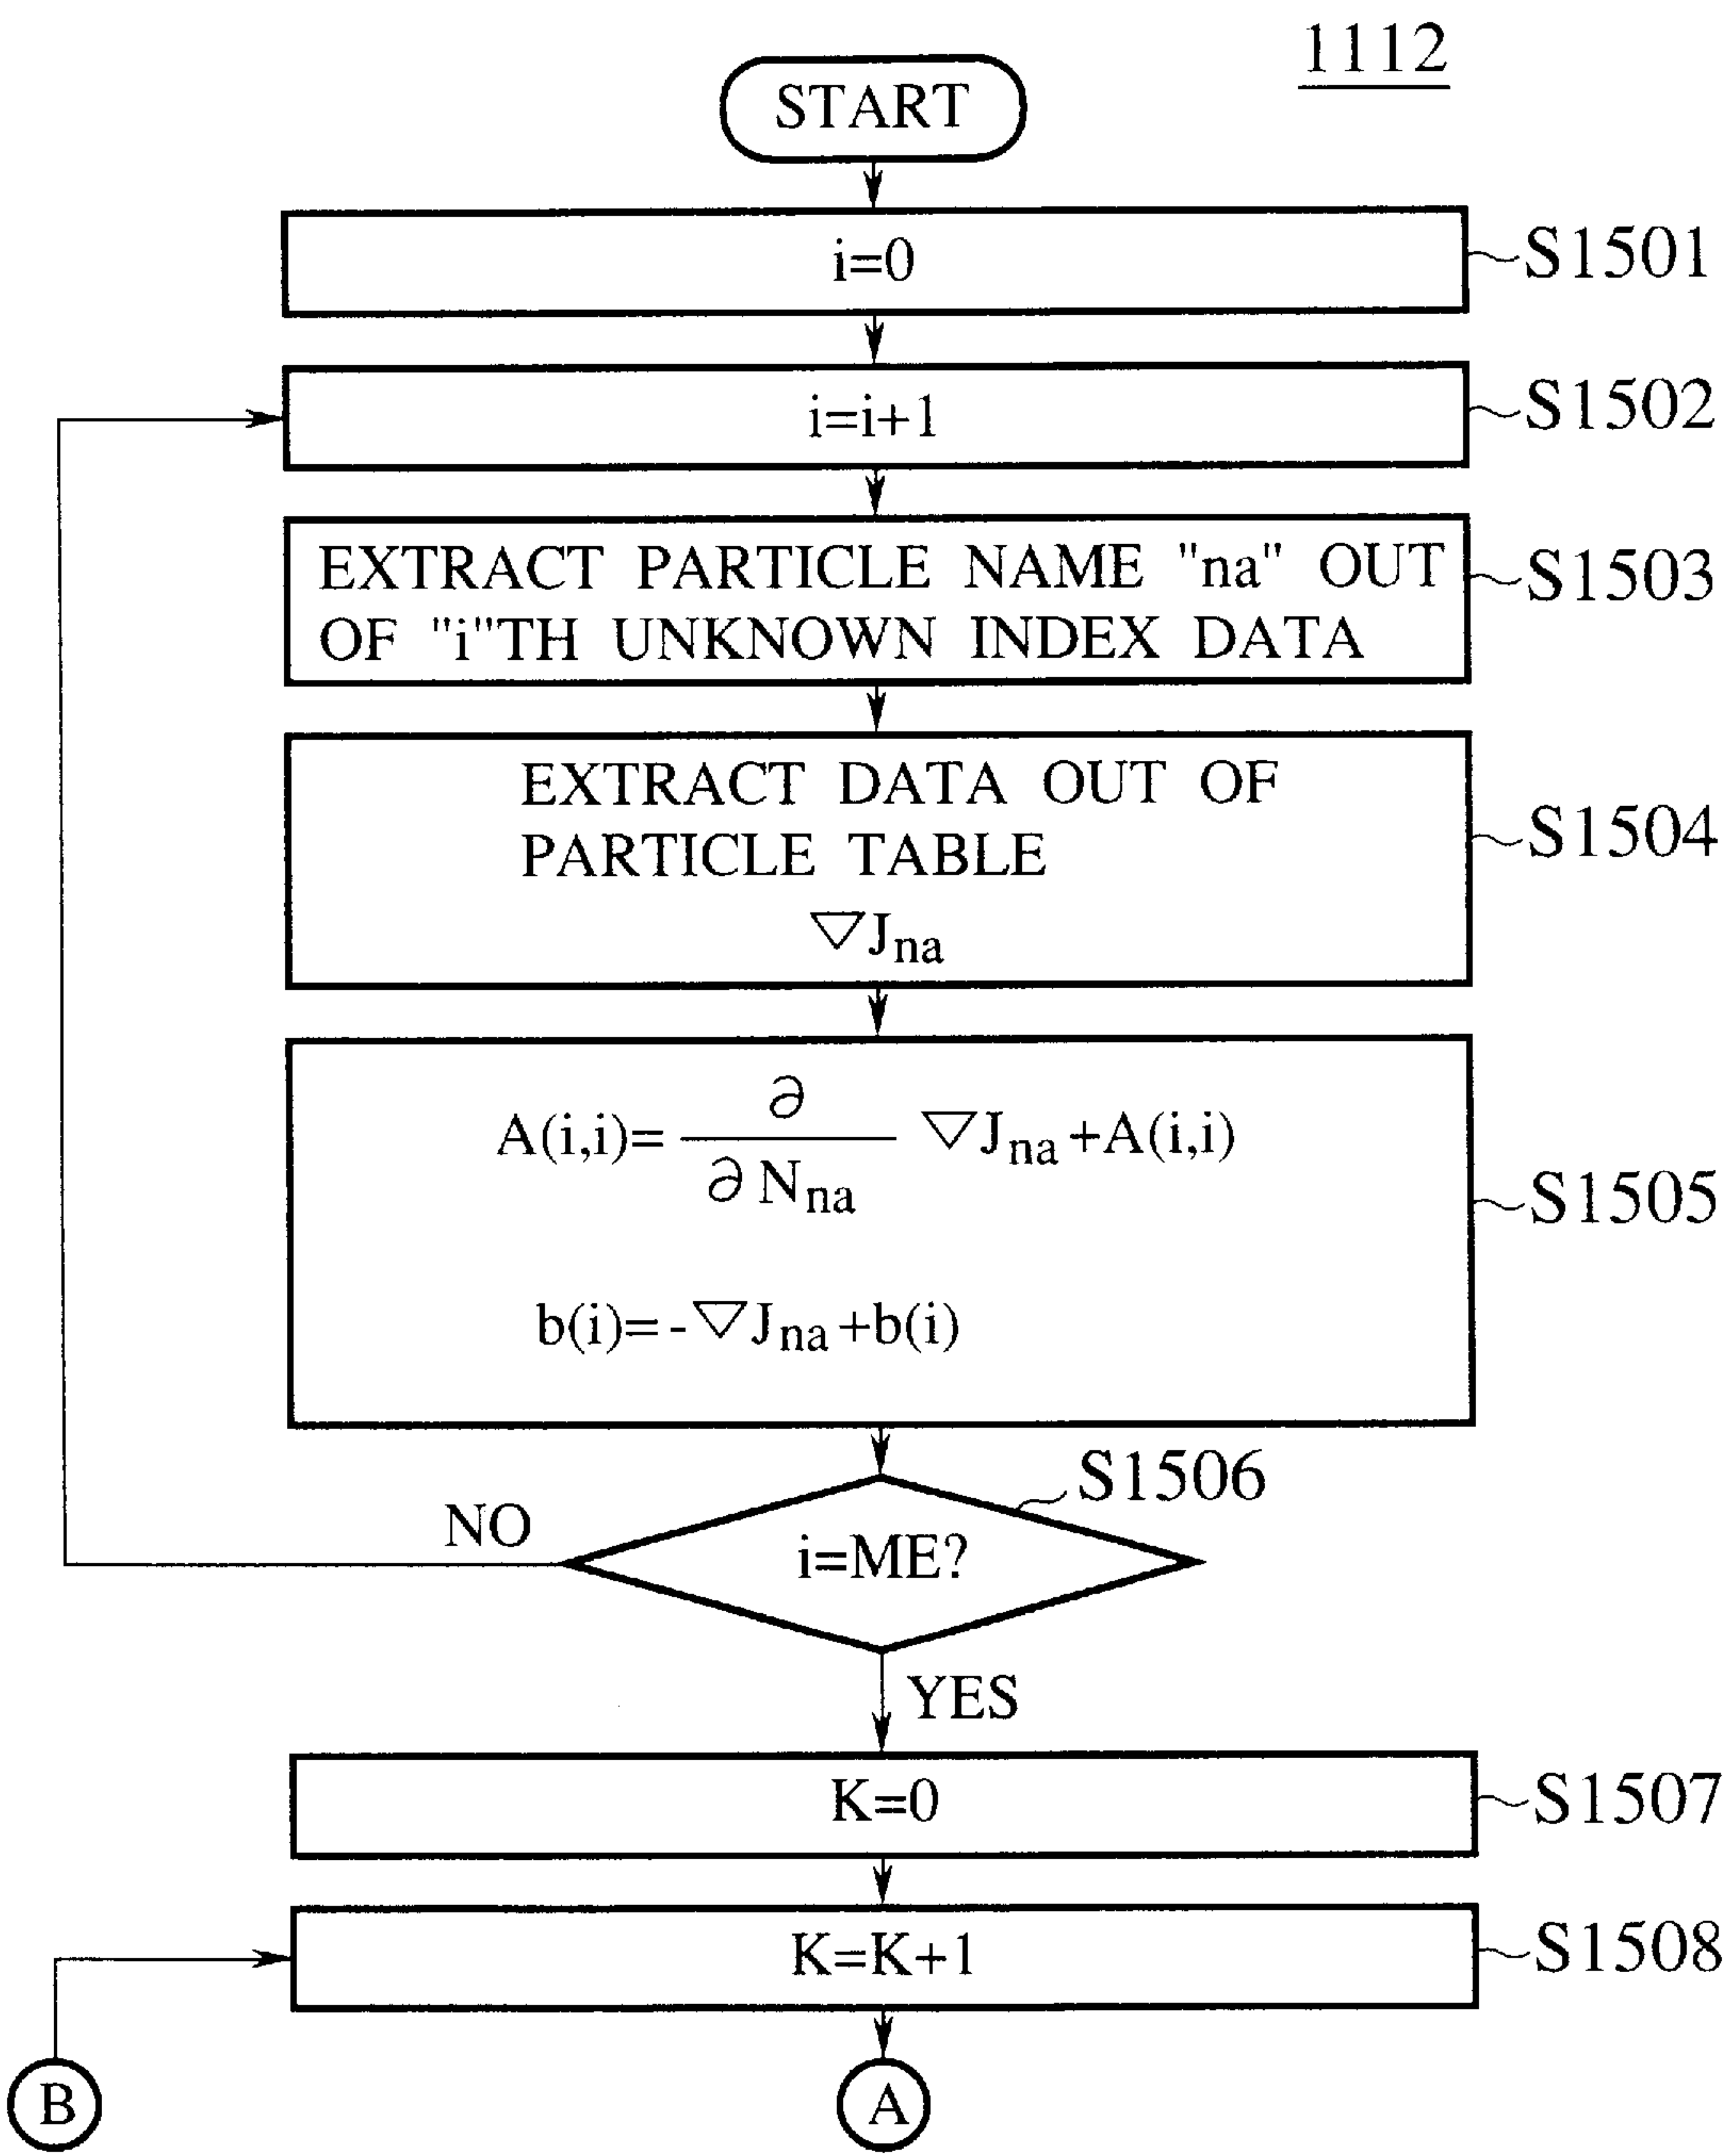 1112
START
i=0
S1501
i=i+1
S1502
EXTRACT PARTICLE NAME "na" OUT
OF "i"TH UNKNOWN INDEX DATA
S1503
EXTRACT DATA OUT OF
PARTICLE TABLE
▽Jna
S1504
A(i,i)= ∂/∂Nna ▽Jna+A(i,i)
b(i)=-▽Jna+b(i)
S1505
S1506
NO
i=ME?
YES
K=0
S1507
K=K+1
S1508
B
A